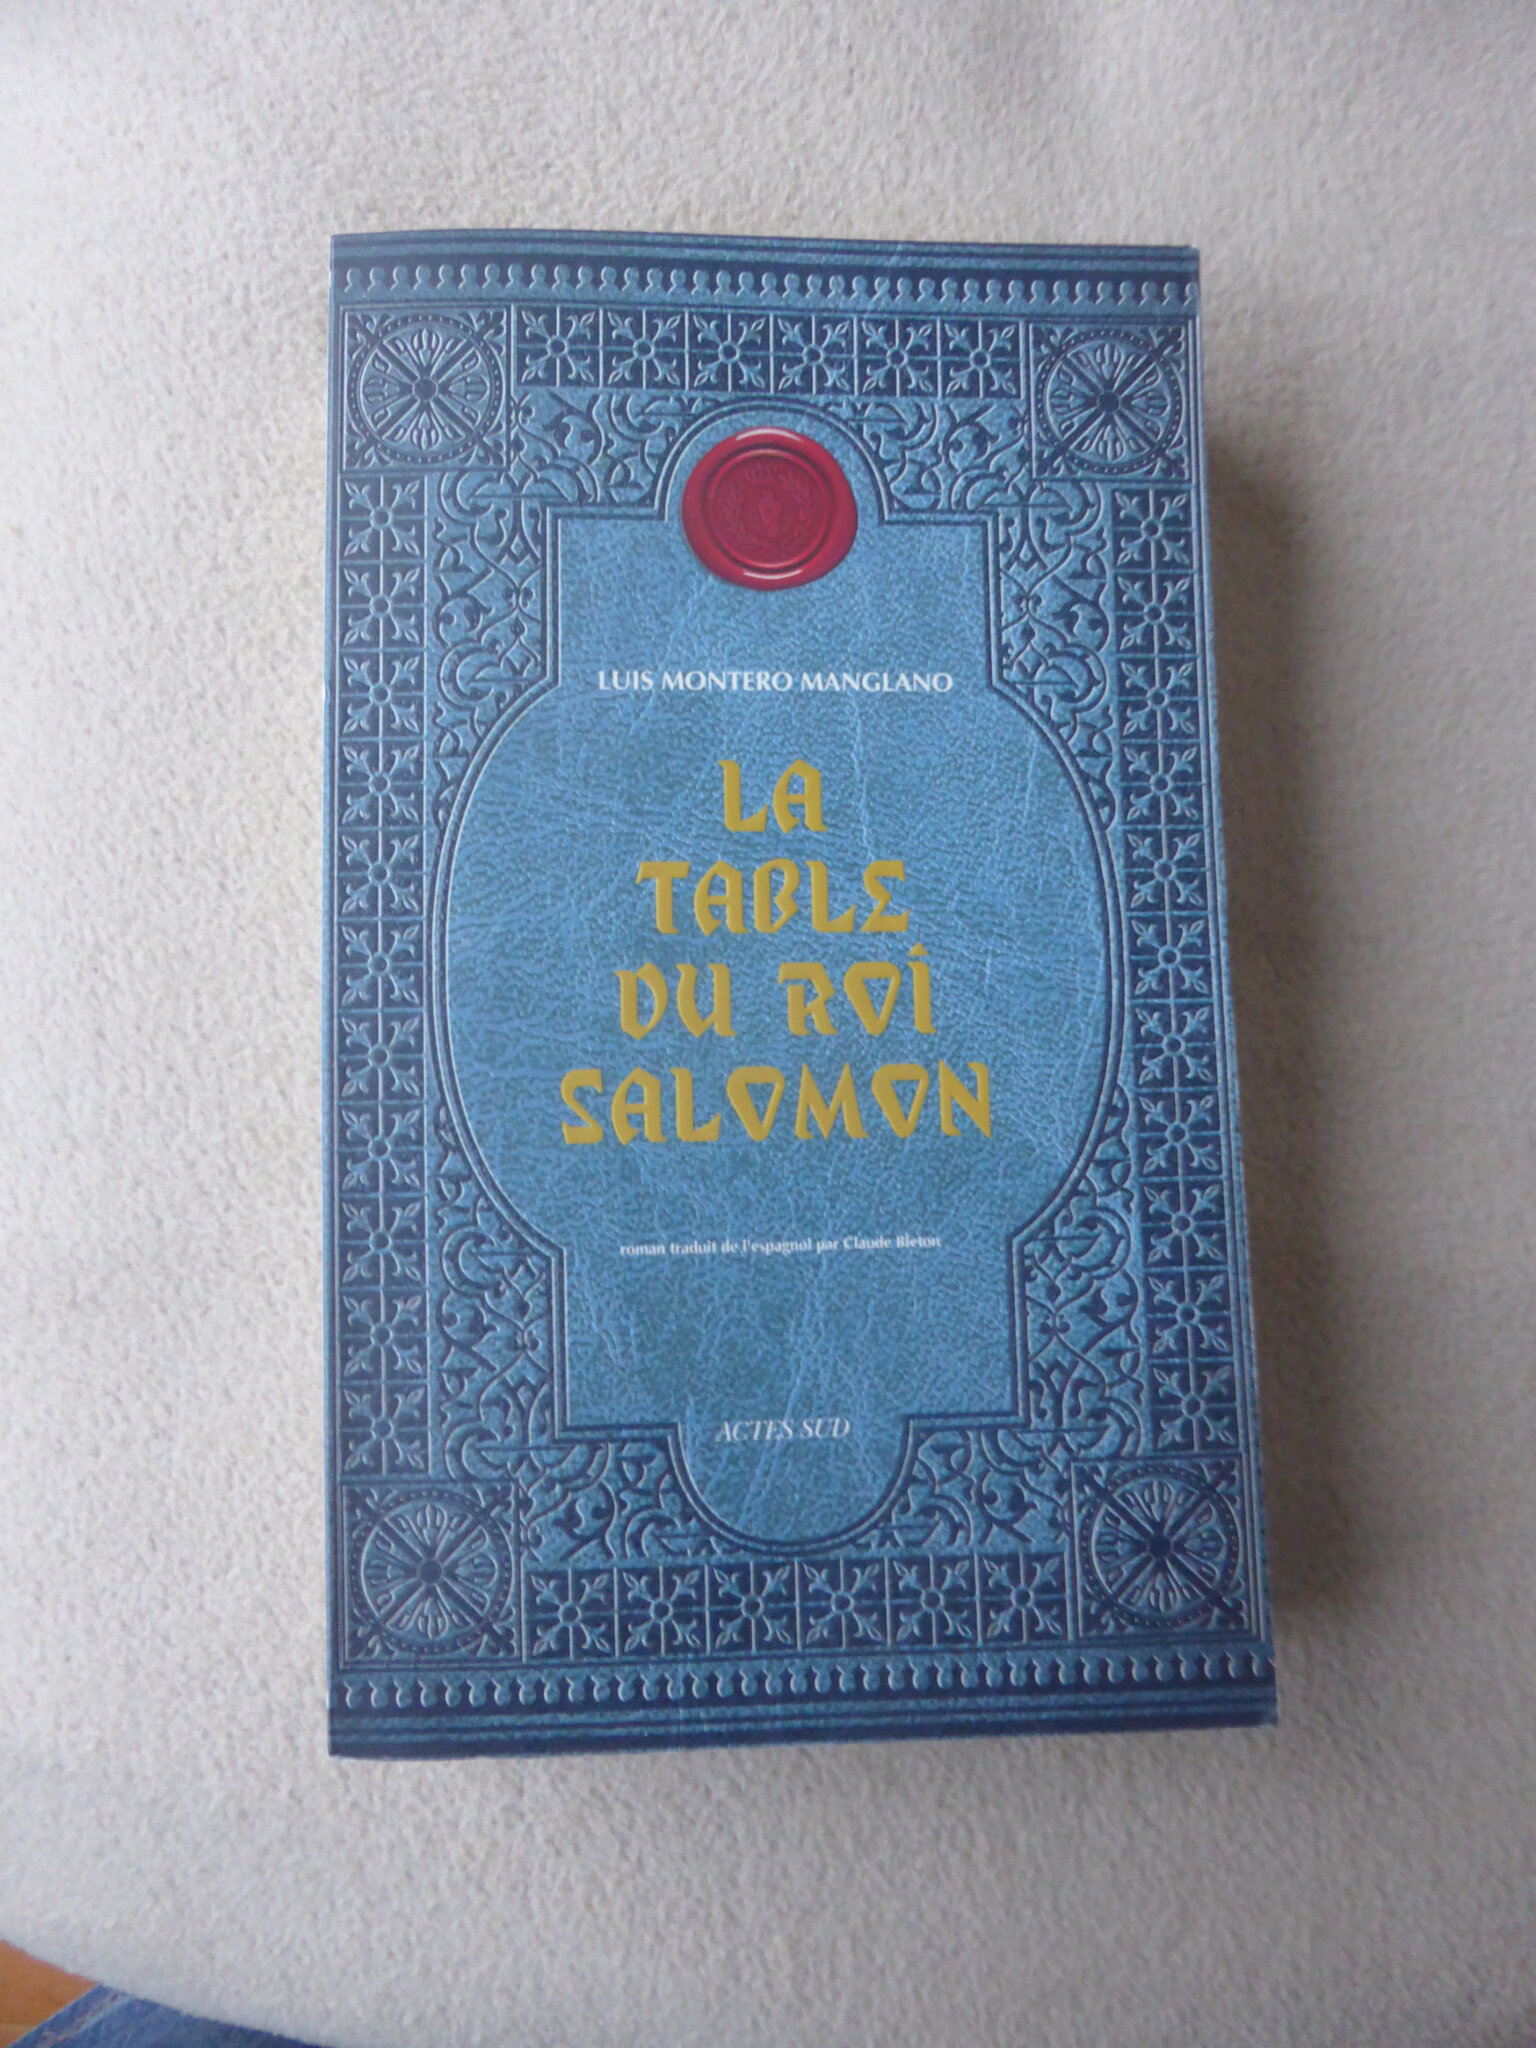 LUIS MONTERO MANGLANO
LA
TABLE
DU ROI
SALOMON
roman traduit de l'espagnol par Claude Bleton
ACTES SUD